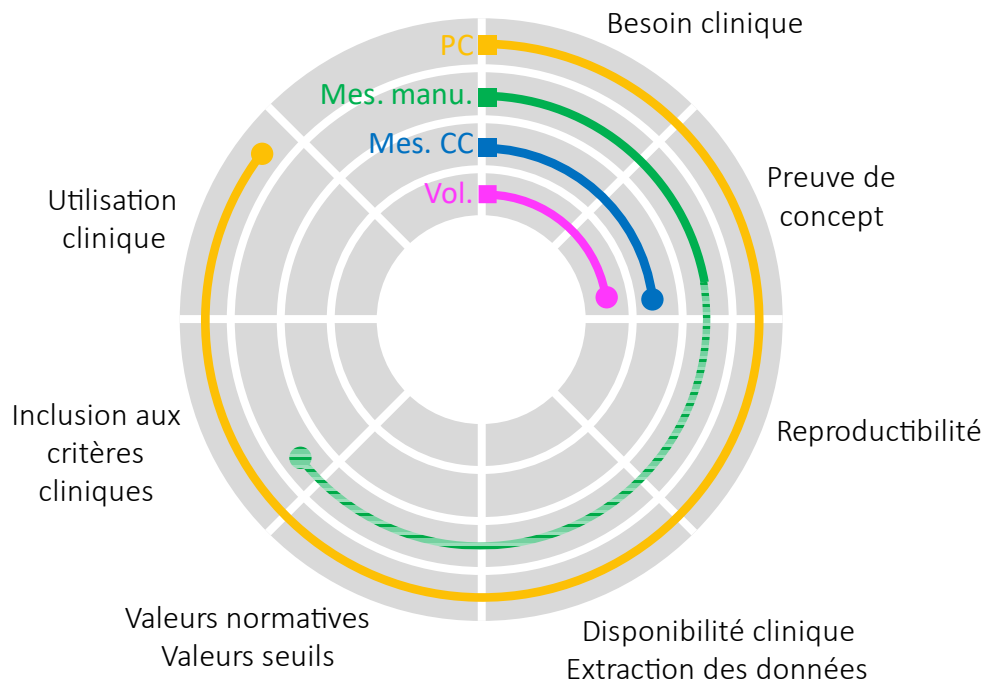 Besoin clinique
PC
Mes. manu.
Mes. CC
Vol.
Preuve de
concept
Utilisation
clinique
Inclusion aux
critères
cliniques
Reproductibilité
Valeurs normatives
Valeurs seuils
Disponibilité clinique
Extraction des données